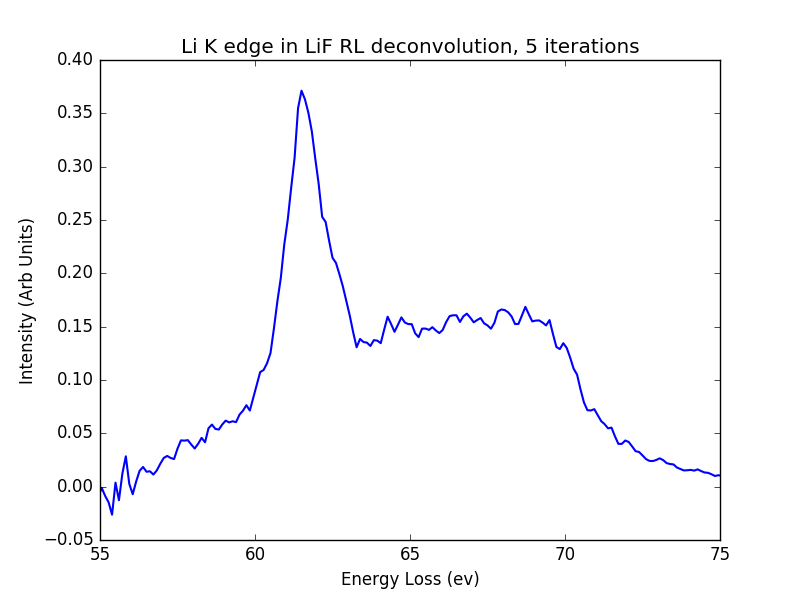 Li K edge in LiF RL deconvolution, 5 iterations
0.40
0.35
0.30
0.25
0.20
0.15
0.10
0.05
0.00
−0.05
Intensity (Arb Units)
55 60 65 70 75
Energy Loss (ev)